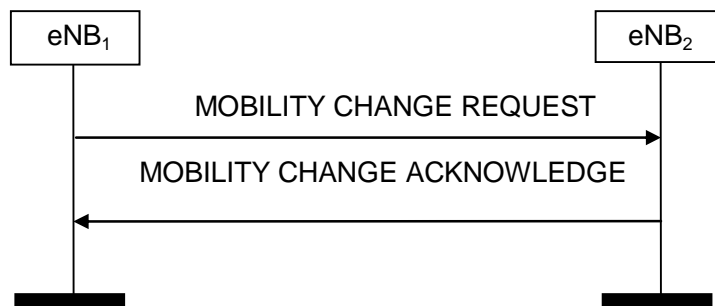 eNB₁
eNB₂
MOBILITY CHANGE REQUEST
MOBILITY CHANGE ACKNOWLEDGE